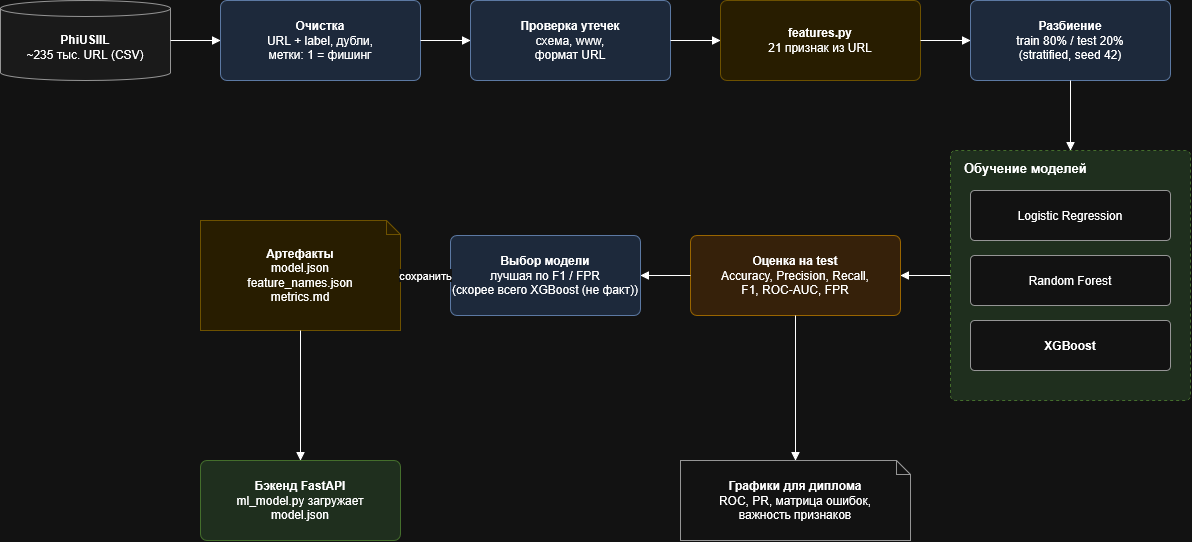 PhiUSIIL
~235 тыс. URL (CSV)
Очистка
URL + label, дубли,
метки: 1 = фишинг
Проверка утечек
схема, www,
формат URL
features.py
21 признак из URL
Разбиение
train 80% / test 20%
(stratified, seed 42)
Обучение моделей
Logistic Regression
Random Forest
XGBoost
Оценка на test
Accuracy, Precision, Recall,
F1, ROC-AUC, FPR
Выбор модели
лучшая по F1 / FPR
(скорее всего XGBoost (не факт))
сохранить
Артефакты
model.json
feature_names.json
metrics.md
Бэкенд FastAPI
ml_model.py загружает
model.json
Графики для диплома
ROC, PR, матрица ошибок,
важность признаков